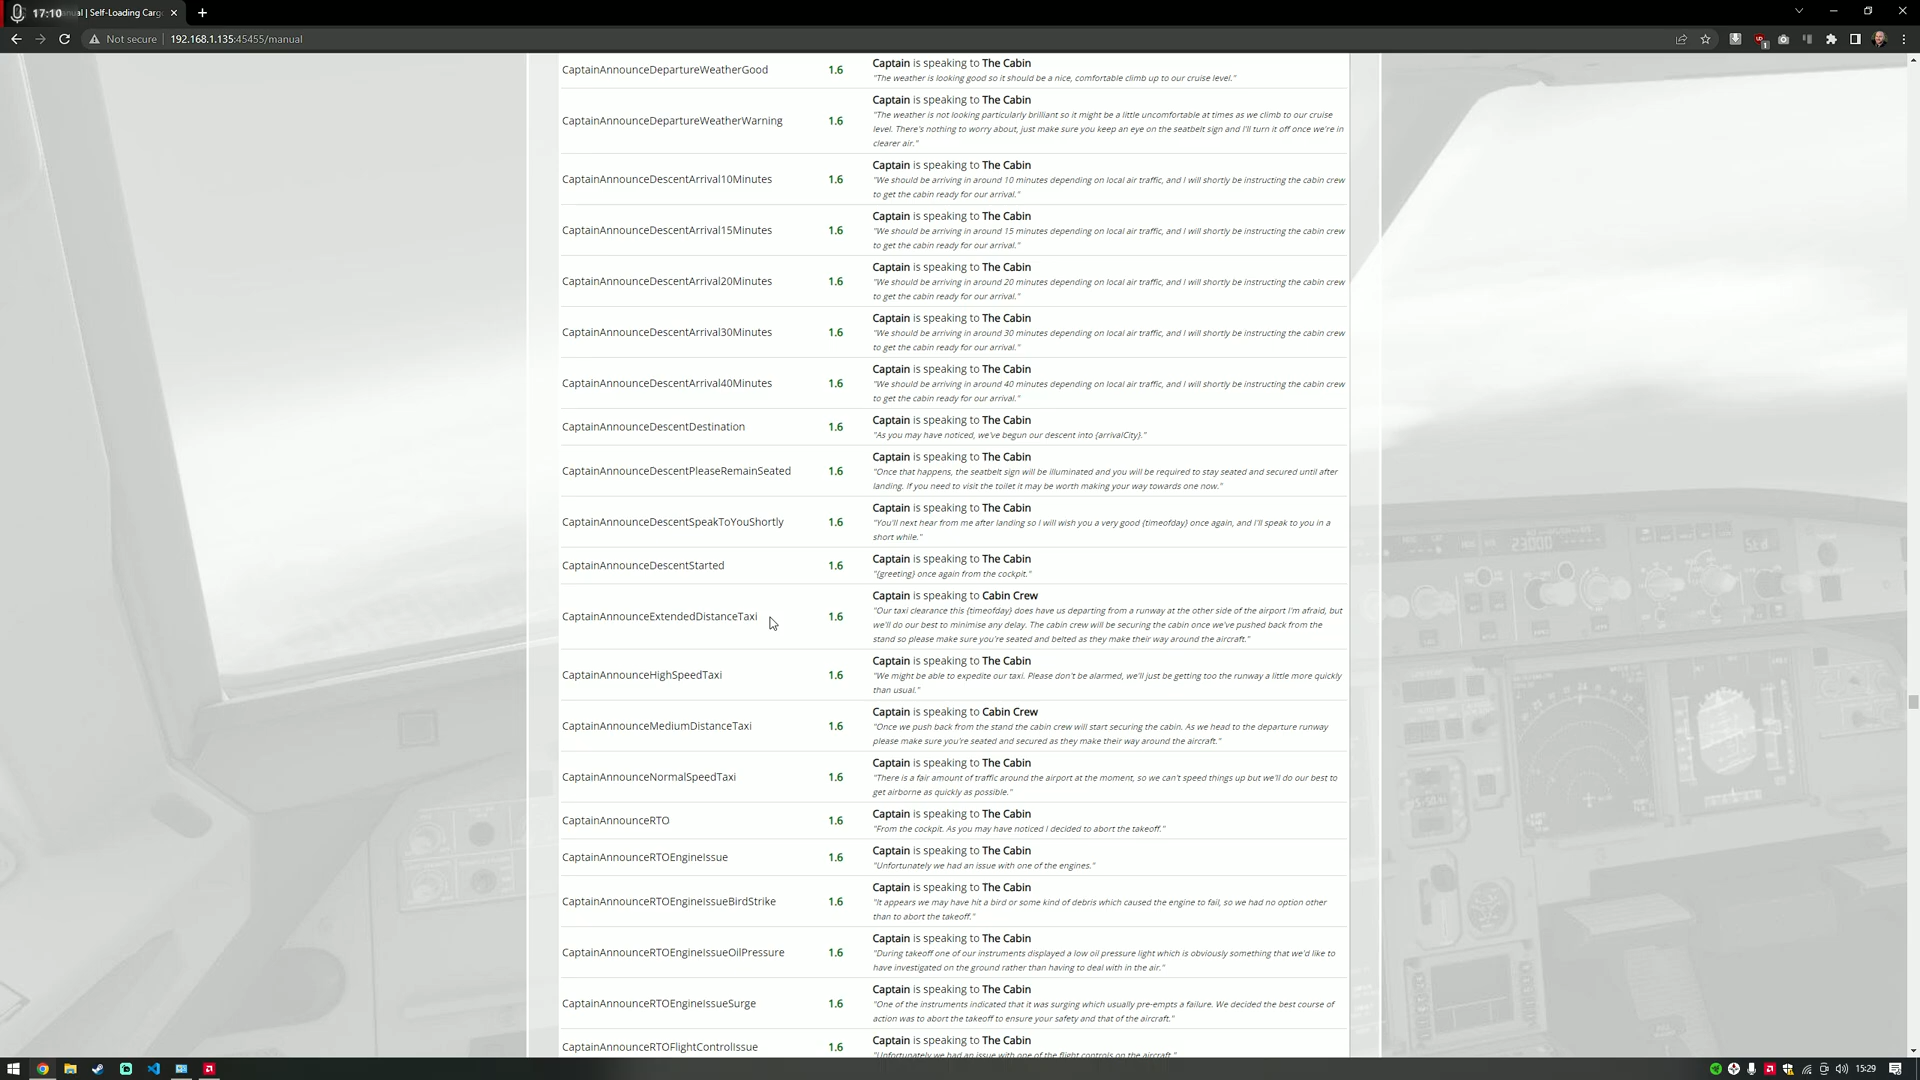 17:10
anual | Self-Loading Carg
Not secure
192.168.1.135:45455/manual
CaptainAnnounceDepartureWeatherGood
1.6
Captain is speaking to The Cabin
"The weather is looking good so it should be a nice, comfortable climb up to our cruise level."
CaptainAnnounceDepartureWeatherWarning
1.6
Captain is speaking to The Cabin
"The weather is not looking particularly brilliant so it might be a little uncomfortable at times as we climb to our cruise
level. There's nothing to worry about, just make sure you keep an eye on the seatbelt sign and I'll turn it off once we're in
clearer air."
CaptainAnnounceDescentArrival10Minutes
1.6
Captain is speaking to The Cabin
"We should be arriving in around 10 minutes depending on local air traffic, and I will shortly be instructing the cabin crew
to get the cabin ready for our arrival."
CaptainAnnounceDescentArrival15Minutes
1.6
Captain is speaking to The Cabin
"We should be arriving in around 15 minutes depending on local air traffic, and I will shortly be instructing the cabin crew
to get the cabin ready for our arrival."
CaptainAnnounceDescentArrival20Minutes
1.6
Captain is speaking to The Cabin
"We should be arriving in around 20 minutes depending on local air traffic, and I will shortly be instructing the cabin crew
to get the cabin ready for our arrival."
CaptainAnnounceDescentArrival30Minutes
1.6
Captain is speaking to The Cabin
"We should be arriving in around 30 minutes depending on local air traffic, and I will shortly be instructing the cabin crew
to get the cabin ready for our arrival."
CaptainAnnounceDescentArrival40Minutes
1.6
Captain is speaking to The Cabin
"We should be arriving in around 40 minutes depending on local air traffic, and I will shortly be instructing the cabin crew
to get the cabin ready for our arrival."
CaptainAnnounceDescentDestination
1.6
Captain is speaking to The Cabin
"As you may have noticed, we've begun our descent into {arrivalCity}."
CaptainAnnounceDescentPleaseRemainSeated
1.6
Captain is speaking to The Cabin
"Once that happens, the seatbelt sign will be illuminated and you will be required to stay seated and secured until after
landing. If you need to visit the toilet it may be worth making your way towards one now."
CaptainAnnounceDescentSpeakToYouShortly
1.6
Captain is speaking to The Cabin
"You'll next hear from me after landing so I will wish you a very good {timeofday} once again, and I'll speak to you in a
short while."
CaptainAnnounceDescentStarted
1.6
Captain is speaking to The Cabin
"{greeting} once again from the cockpit."
CaptainAnnounceExtendedDistanceTaxi
1.6
Captain is speaking to Cabin Crew
"Our taxi clearance this {timeofday} does have us departing from a runway at the other side of the airport I'm afraid, but
we'll do our best to minimise any delay. The cabin crew will be securing the cabin once we've pushed back from the
stand so please make sure you're seated and belted as they make their way around the aircraft."
CaptainAnnounceHighSpeedTaxi
1.6
Captain is speaking to The Cabin
"We might be able to expedite our taxi. Please don't be alarmed, we'll just be getting too the runway a little more quickly
than usual."
CaptainAnnounceMediumDistanceTaxi
1.6
Captain is speaking to Cabin Crew
"Once we push back from the stand the cabin crew will start securing the cabin. As we head to the departure runway
please make sure you're seated and secured as they make their way around the aircraft."
CaptainAnnounceNormalSpeedTaxi
1.6
Captain is speaking to The Cabin
"There is a fair amount of traffic around the airport at the moment, so we can't speed things up but we'll do our best to
get airborne as quickly as possible."
CaptainAnnounceRTO
1.6
Captain is speaking to The Cabin
"From the cockpit. As you may have noticed I decided to abort the takeoff."
CaptainAnnounceRTOEngineIssue
1.6
Captain is speaking to The Cabin
"Unfortunately we had an issue with one of the engines."
CaptainAnnounceRTOEngineIssueBirdStrike
1.6
Captain is speaking to The Cabin
"It appears we may have hit a bird or some kind of debris which caused the engine to fail, so we had no option other
than to abort the takeoff."
CaptainAnnounceRTOEngineIssueOilPressure
1.6
Captain is speaking to The Cabin
"During takeoff one of our instruments displayed a low oil pressure light which is obviously something that we'd like to
have investigated on the ground rather than having to deal with in the air."
CaptainAnnounceRTOEngineIssueSurge
1.6
Captain is speaking to The Cabin
"One of the instruments indicated that it was surging which usually pre-empts a failure. We decided the best course of
action was to abort the takeoff to ensure your safety and that of the aircraft."
CaptainAnnounceRTOFlightControlIssue
1.6
Captain is speaking to The Cabin
"Unfortunately we had an issue with one of the flight controls on the aircraft."
23000
15:29